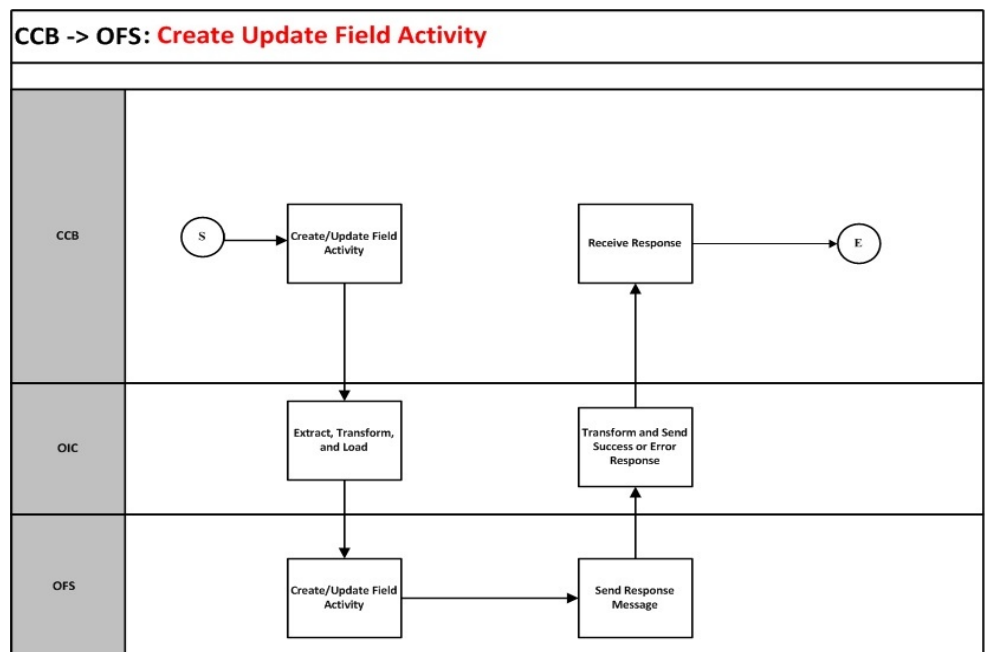 CCB -> OFS: Create Update Field Activity
CCB
S
Create/Update Field
Activity
Receive Response
E
OIC
Extract, Transform,
and Load
Transform and Send
Success or Error
Response
OFS
Create/Update Field
Activity
Send Response
Message